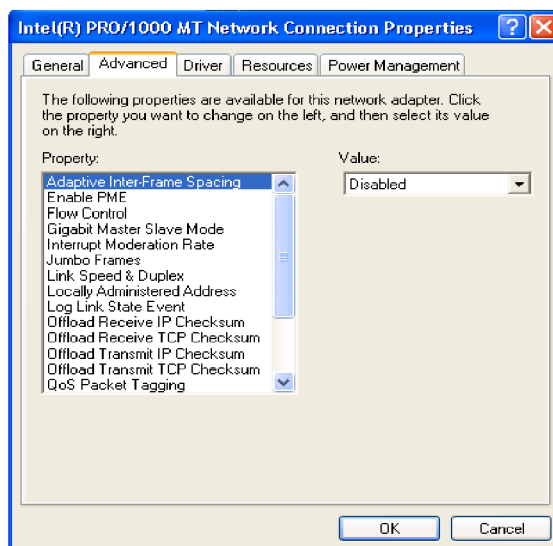 Intel(R) PRO/1000 MT Network Connection Properties
General
Advanced
Driver
Resources
Power Management
The following properties are available for this network adapter. Click
the property you want to change on the left, and then select its value
on the right.
Property:
Value:
Adaptive Inter-Frame Spacing
Enable PME
Flow Control
Gigabit Master Slave Mode
Interrupt Moderation Rate
Jumbo Frames
Link Speed & Duplex
Locally Administered Address
Log Link State Event
Offload Receive IP Checksum
Offload Receive TCP Checksum
Offload Transmit IP Checksum
Offload Transmit TCP Checksum
QoS Packet Tagging
Disabled
OK
Cancel